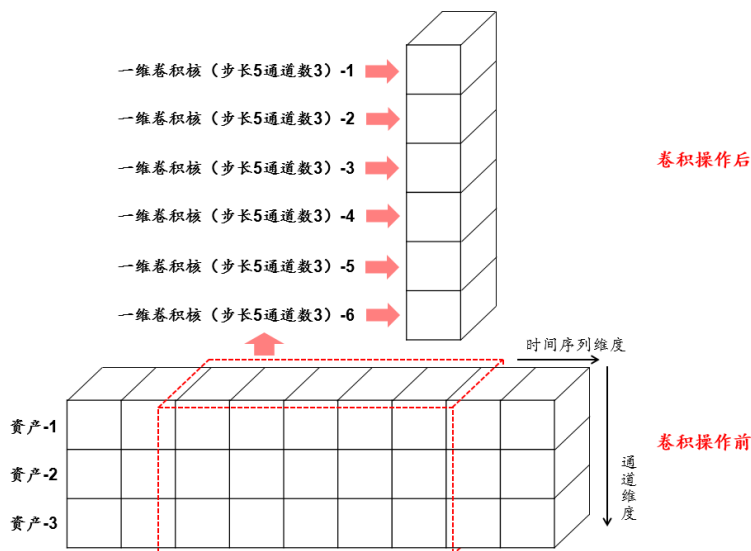 一维卷积核（步长5通道数3）-1
一维卷积核（步长5通道数3）-2
一维卷积核（步长5通道数3）-3
卷积操作后
一维卷积核（步长5通道数3）-4
一维卷积核（步长5通道数3）-5
一维卷积核（步长5通道数3）-6
时间序列维度
资产-1
卷积操作前
资产-2
通道维度
资产-3